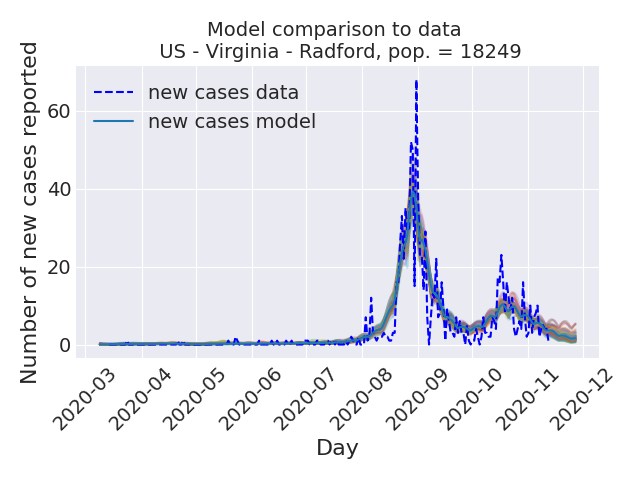 Model comparison to data
US - Virginia - Radford, pop. = 18249
Number of new cases reported
60
40
20
0
new cases data
new cases model
2020-03
2020-04
2020-05
2020-06
2020-07
2020-08
2020-09
2020-10
2020-11
2020-12
Day